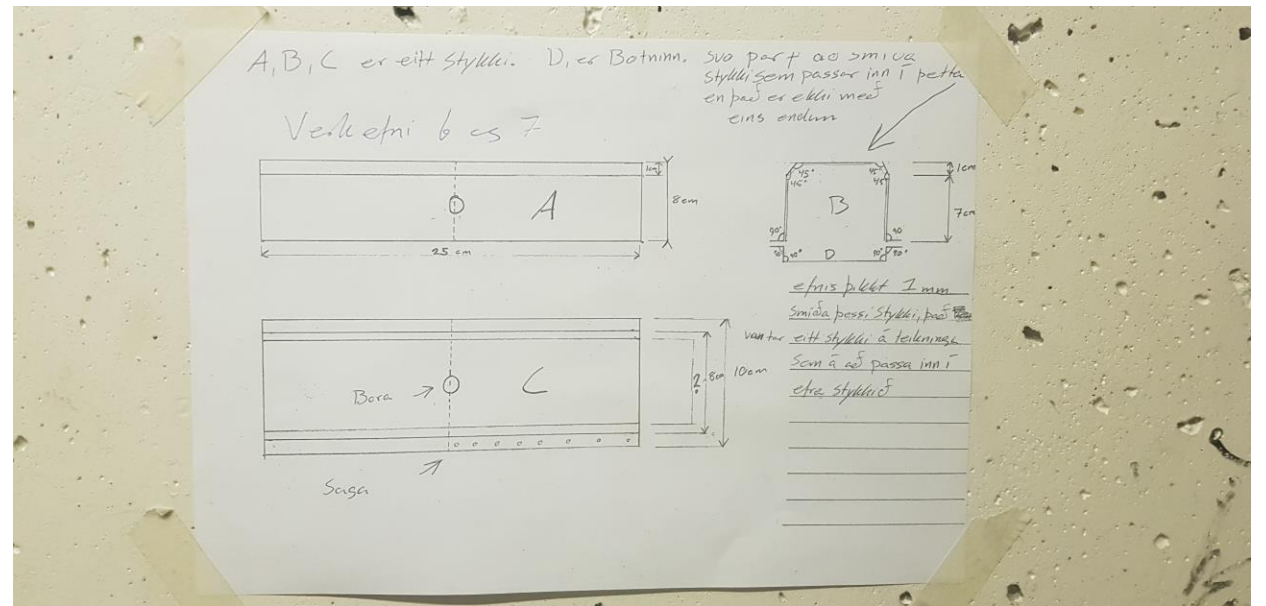 A, B, C er eitt stykki. D, er Botninn. svo þarf að smíða
stykki sem passar inn í þetta
en það er ekki með
eins endum
Verkefni 6 og 7
1cm
A
8cm
25 cm
45° 45°
45° 45°
B
1cm
7cm
90° 90
90° 90° D 90° 90°
efnis þykkt 1 mm
Smíða þessi stykki, það
vantar eitt stykki á teikninga
Sem á að passa inn í
efra stykkið
Bora
C
2. 8cm 10cm
Saga